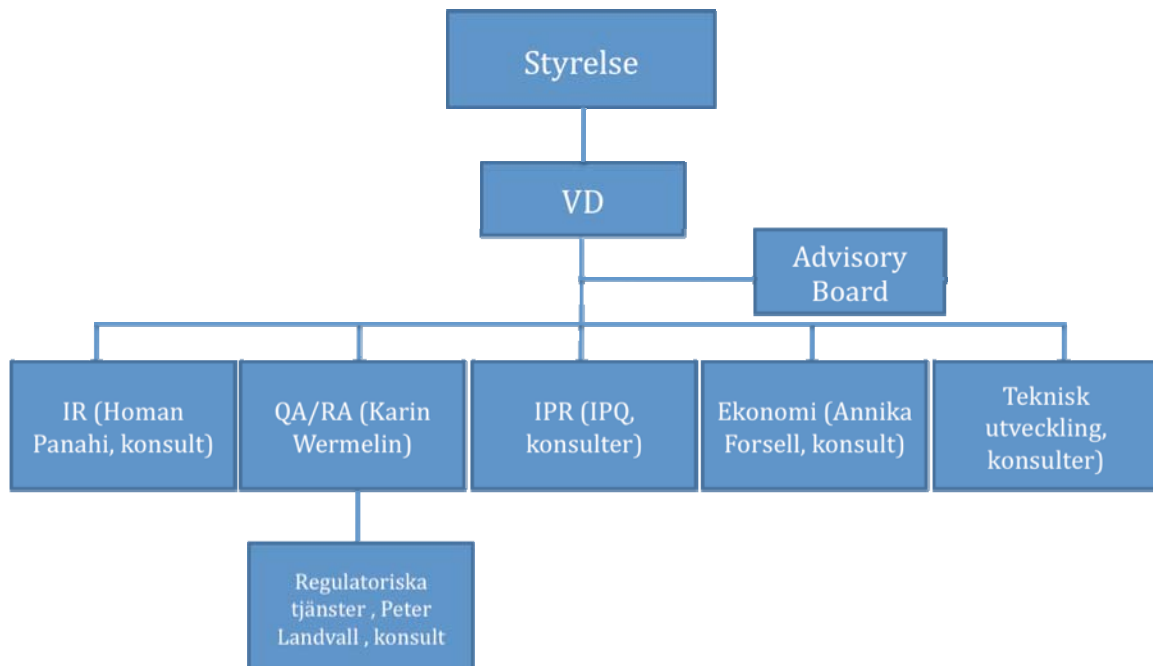 Styrelse
VD
Advisory
Board
IR (Homan
Panahi, konsult)
QA/RA (Karin
Wermelin)
IPR (IPQ,
konsulter)
Ekonomi (Annika
Forsell, konsult)
Teknisk
utveckling,
konsulter)
Regulatoriska
tjänster , Peter
Landvall , konsult